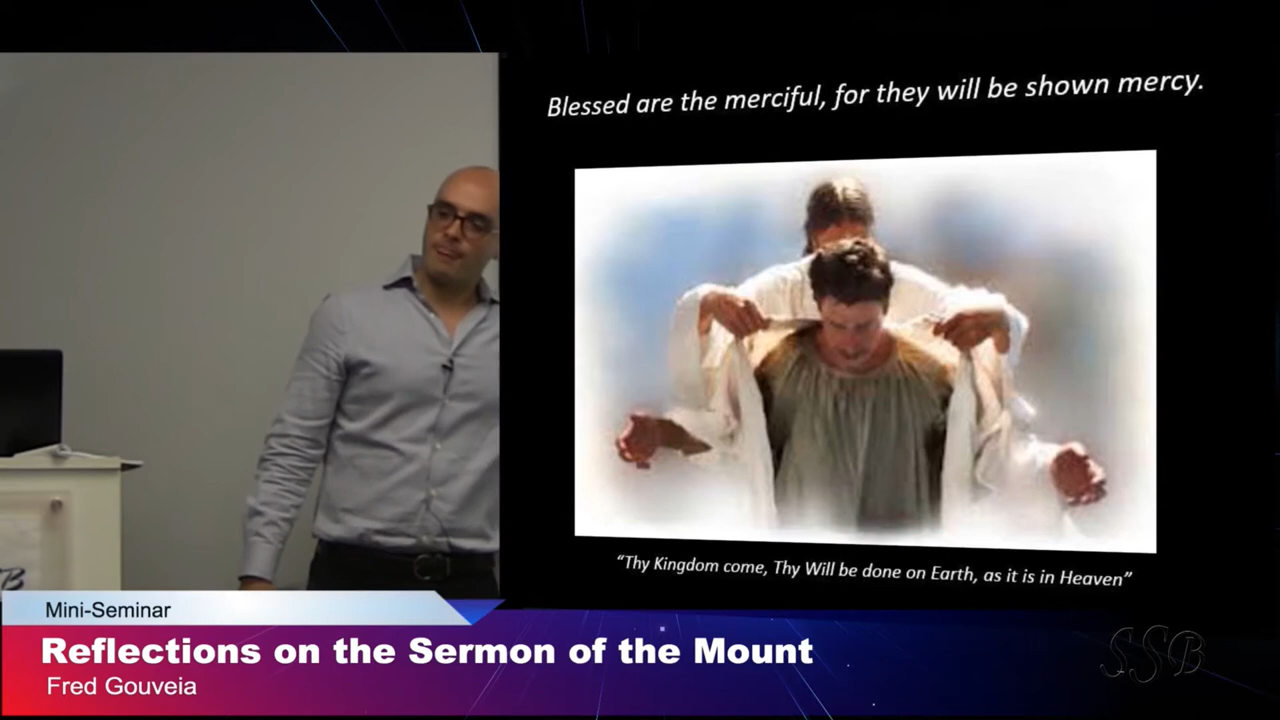 Blessed are the merciful, for they will be shown mercy.
“Thy Kingdom come, Thy Will be done on Earth, as it is in Heaven”
Mini-Seminar
Reflections on the Sermon of the Mount
Fred Gouveia
SSB